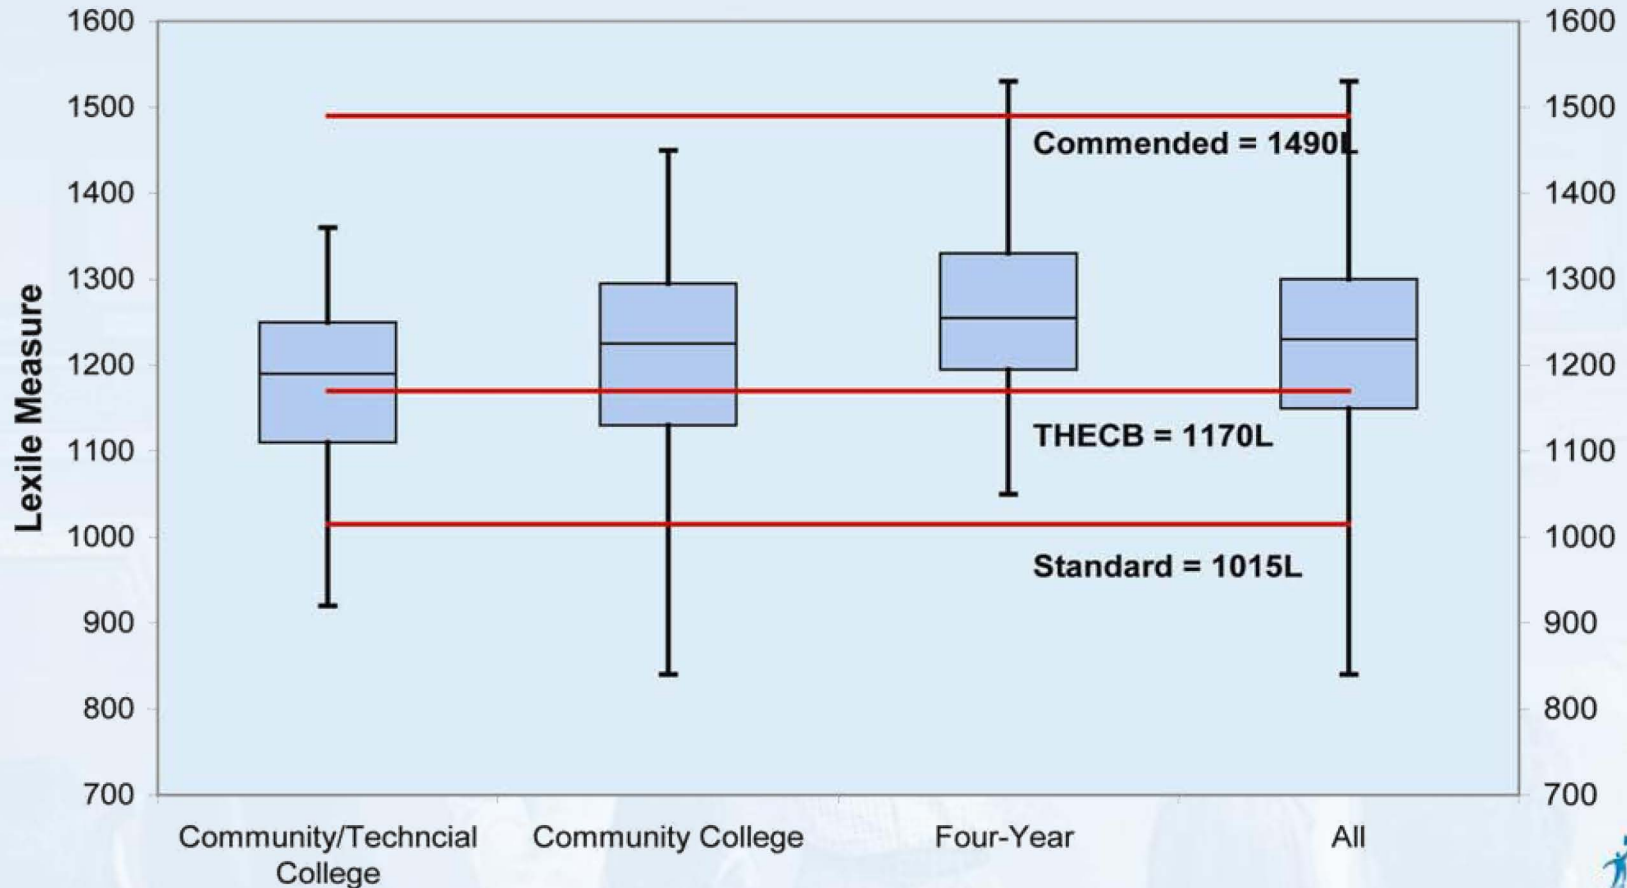 1600
1500
1400
1300
1200
1100
1000
900
800
700
Lexile Measure
Commended = 1490L
THECB = 1170L
Standard = 1015L
1600
1500
1400
1300
1200
1100
1000
900
800
700
Community/Techncial
College
Community College
Four-Year
All